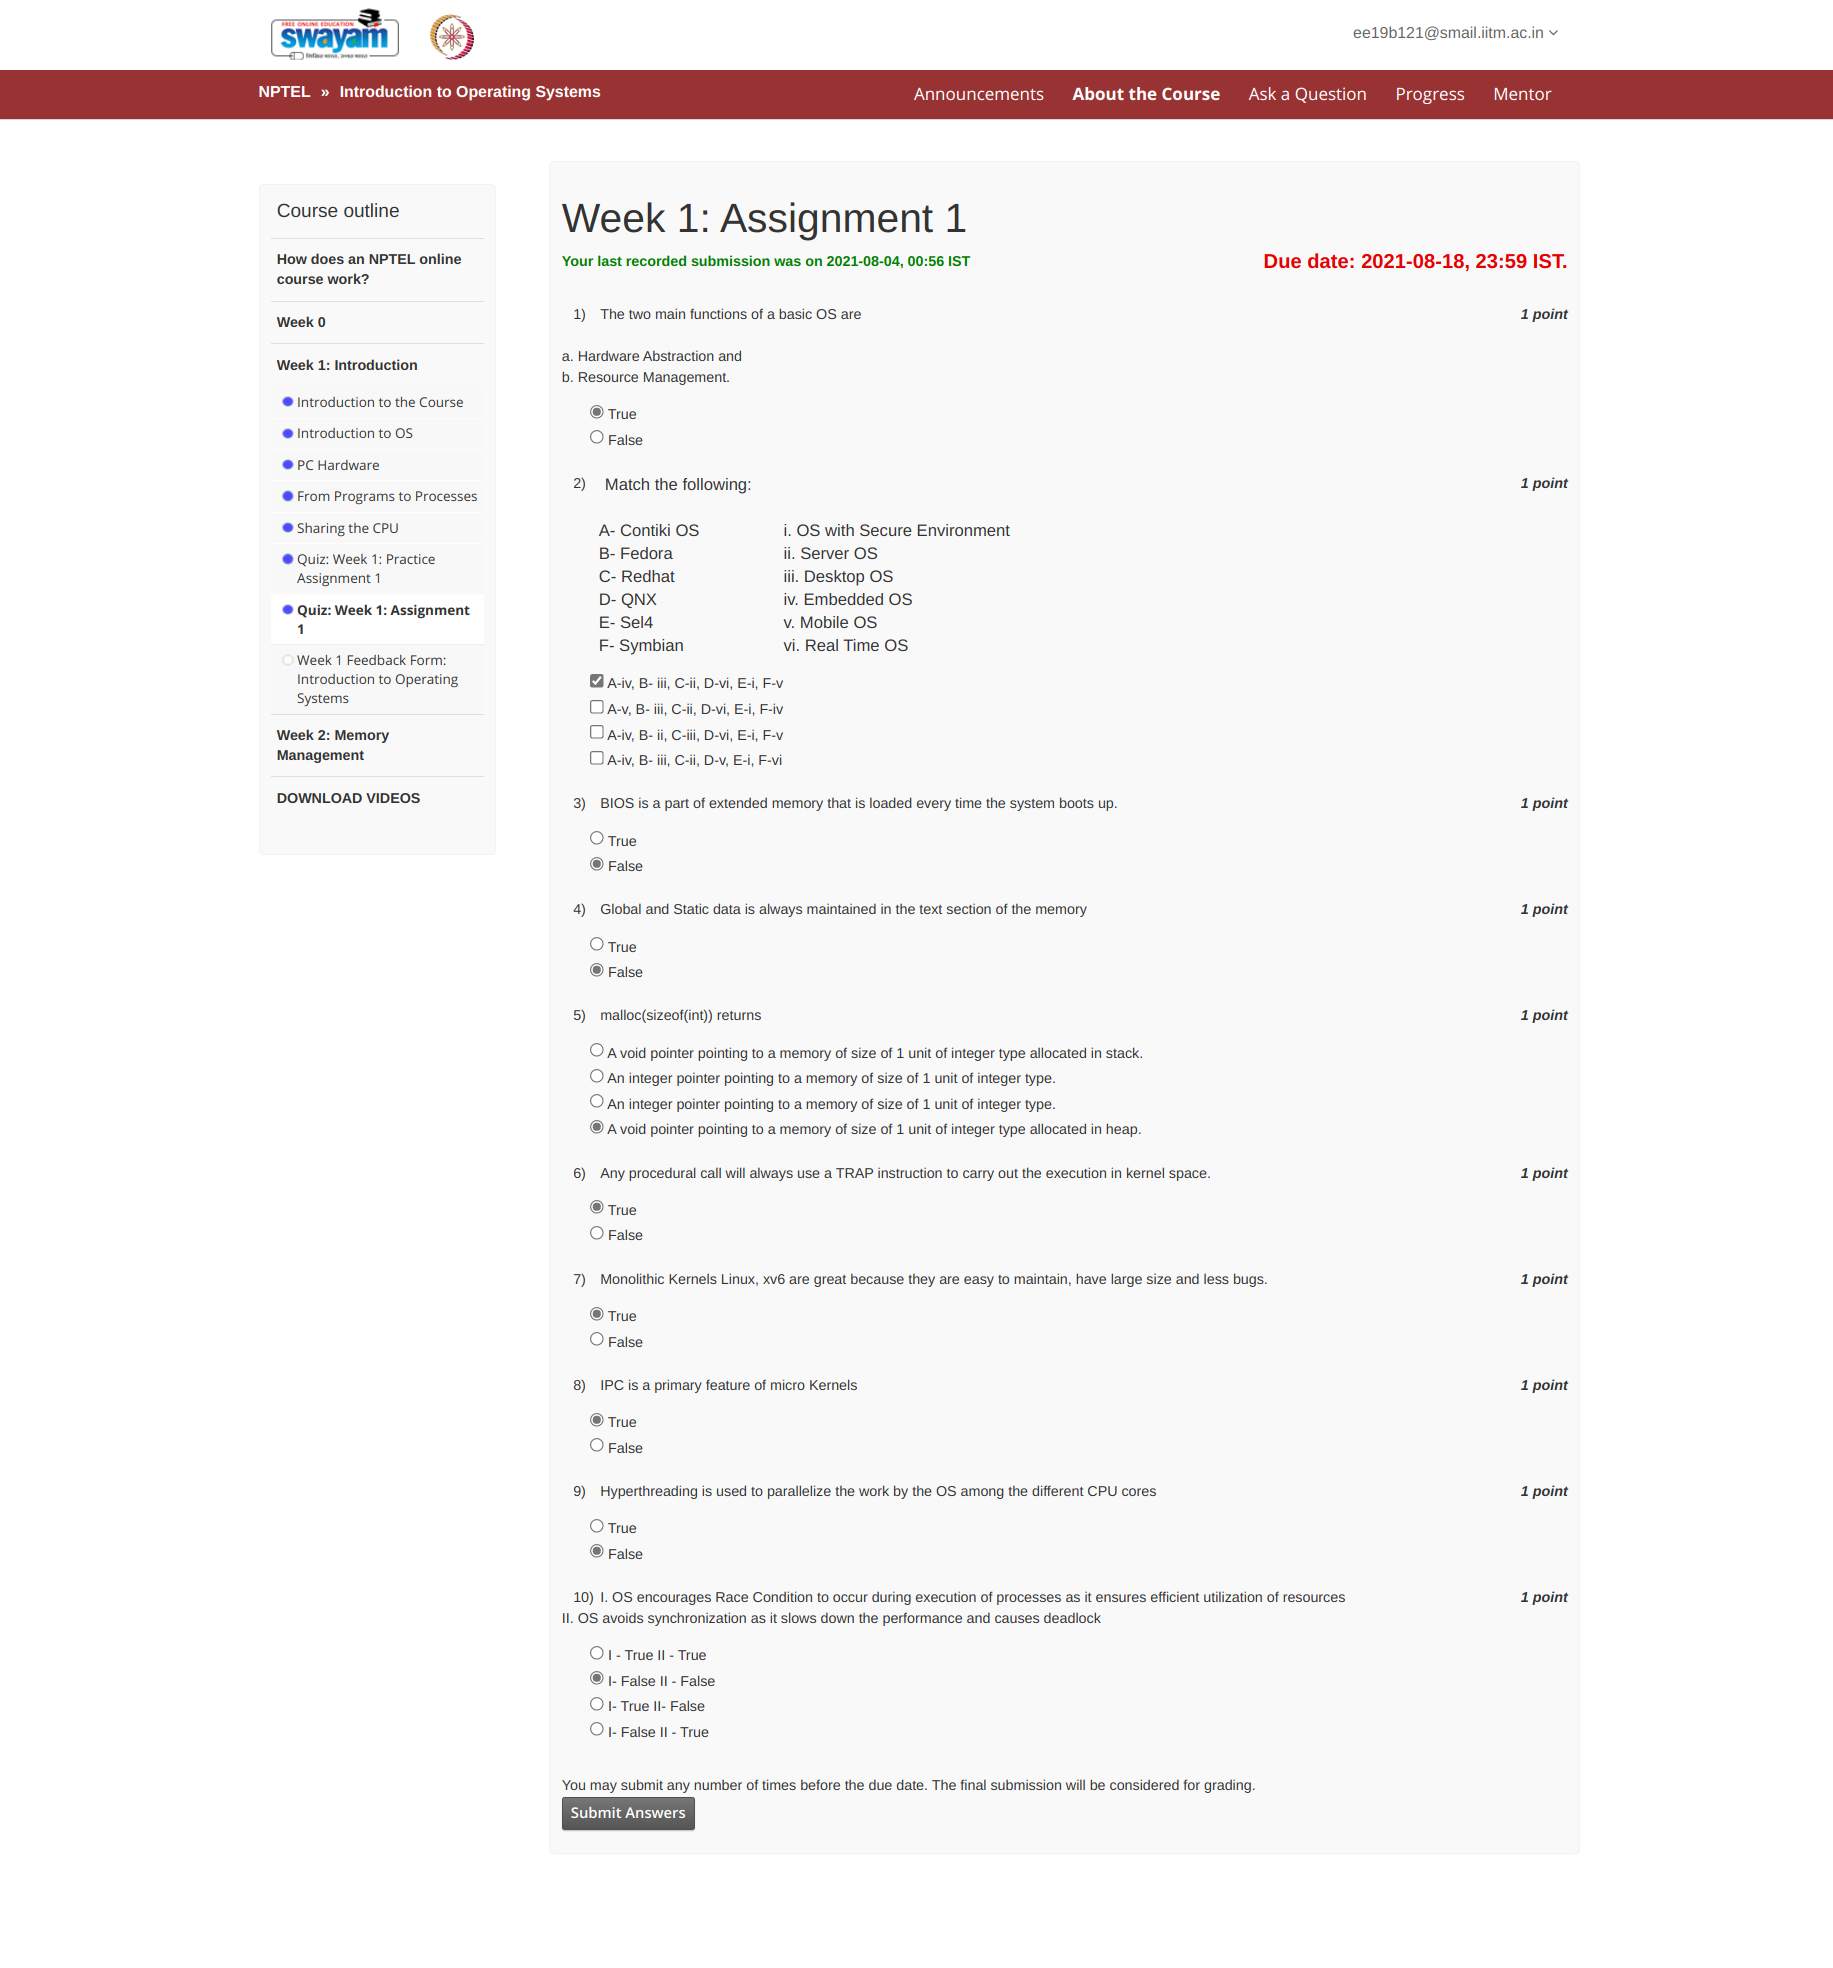 FREE ONLINE EDUCATION
swayam
ee19b121@smail.iitm.ac.in
NPTEL » Introduction to Operating Systems
Announcements About the Course Ask a Question Progress Mentor
Course outline
How does an NPTEL online
course work?
Week 0
Week 1: Introduction
Introduction to the Course
Introduction to OS
PC Hardware
From Programs to Processes
Sharing the CPU
Quiz: Week 1: Practice
Assignment 1
Quiz: Week 1: Assignment
1
Week 1 Feedback Form:
Introduction to Operating
Systems
Week 2: Memory
Management
DOWNLOAD VIDEOS
Week 1: Assignment 1
Your last recorded submission was on 2021-08-04, 00:56 IST Due date: 2021-08-18, 23:59 IST.
1) The two main functions of a basic OS are 1 point
a. Hardware Abstraction and
b. Resource Management.
True
False
2) Match the following: 1 point
A- Contiki OS i. OS with Secure Environment
B- Fedora ii. Server OS
C- Redhat iii. Desktop OS
D- QNX iv. Embedded OS
E- Sel4 v. Mobile OS
F- Symbian vi. Real Time OS
A-iv, B- iii, C-ii, D-vi, E-i, F-v
A-v, B- iii, C-ii, D-vi, E-i, F-iv
A-iv, B- ii, C-iii, D-vi, E-i, F-v
A-iv, B- iii, C-ii, D-v, E-i, F-vi
3) BIOS is a part of extended memory that is loaded every time the system boots up. 1 point
True
False
4) Global and Static data is always maintained in the text section of the memory 1 point
True
False
5) malloc(sizeof(int)) returns 1 point
A void pointer pointing to a memory of size of 1 unit of integer type allocated in stack.
An integer pointer pointing to a memory of size of 1 unit of integer type.
An integer pointer pointing to a memory of size of 1 unit of integer type.
A void pointer pointing to a memory of size of 1 unit of integer type allocated in heap.
6) Any procedural call will always use a TRAP instruction to carry out the execution in kernel space. 1 point
True
False
7) Monolithic Kernels Linux, xv6 are great because they are easy to maintain, have large size and less bugs. 1 point
True
False
8) IPC is a primary feature of micro Kernels 1 point
True
False
9) Hyperthreading is used to parallelize the work by the OS among the different CPU cores 1 point
True
False
10) I. OS encourages Race Condition to occur during execution of processes as it ensures efficient utilization of resources 1 point
II. OS avoids synchronization as it slows down the performance and causes deadlock
I - True II - True
I- False II - False
I- True II- False
I- False II - True
You may submit any number of times before the due date. The final submission will be considered for grading.
Submit Answers